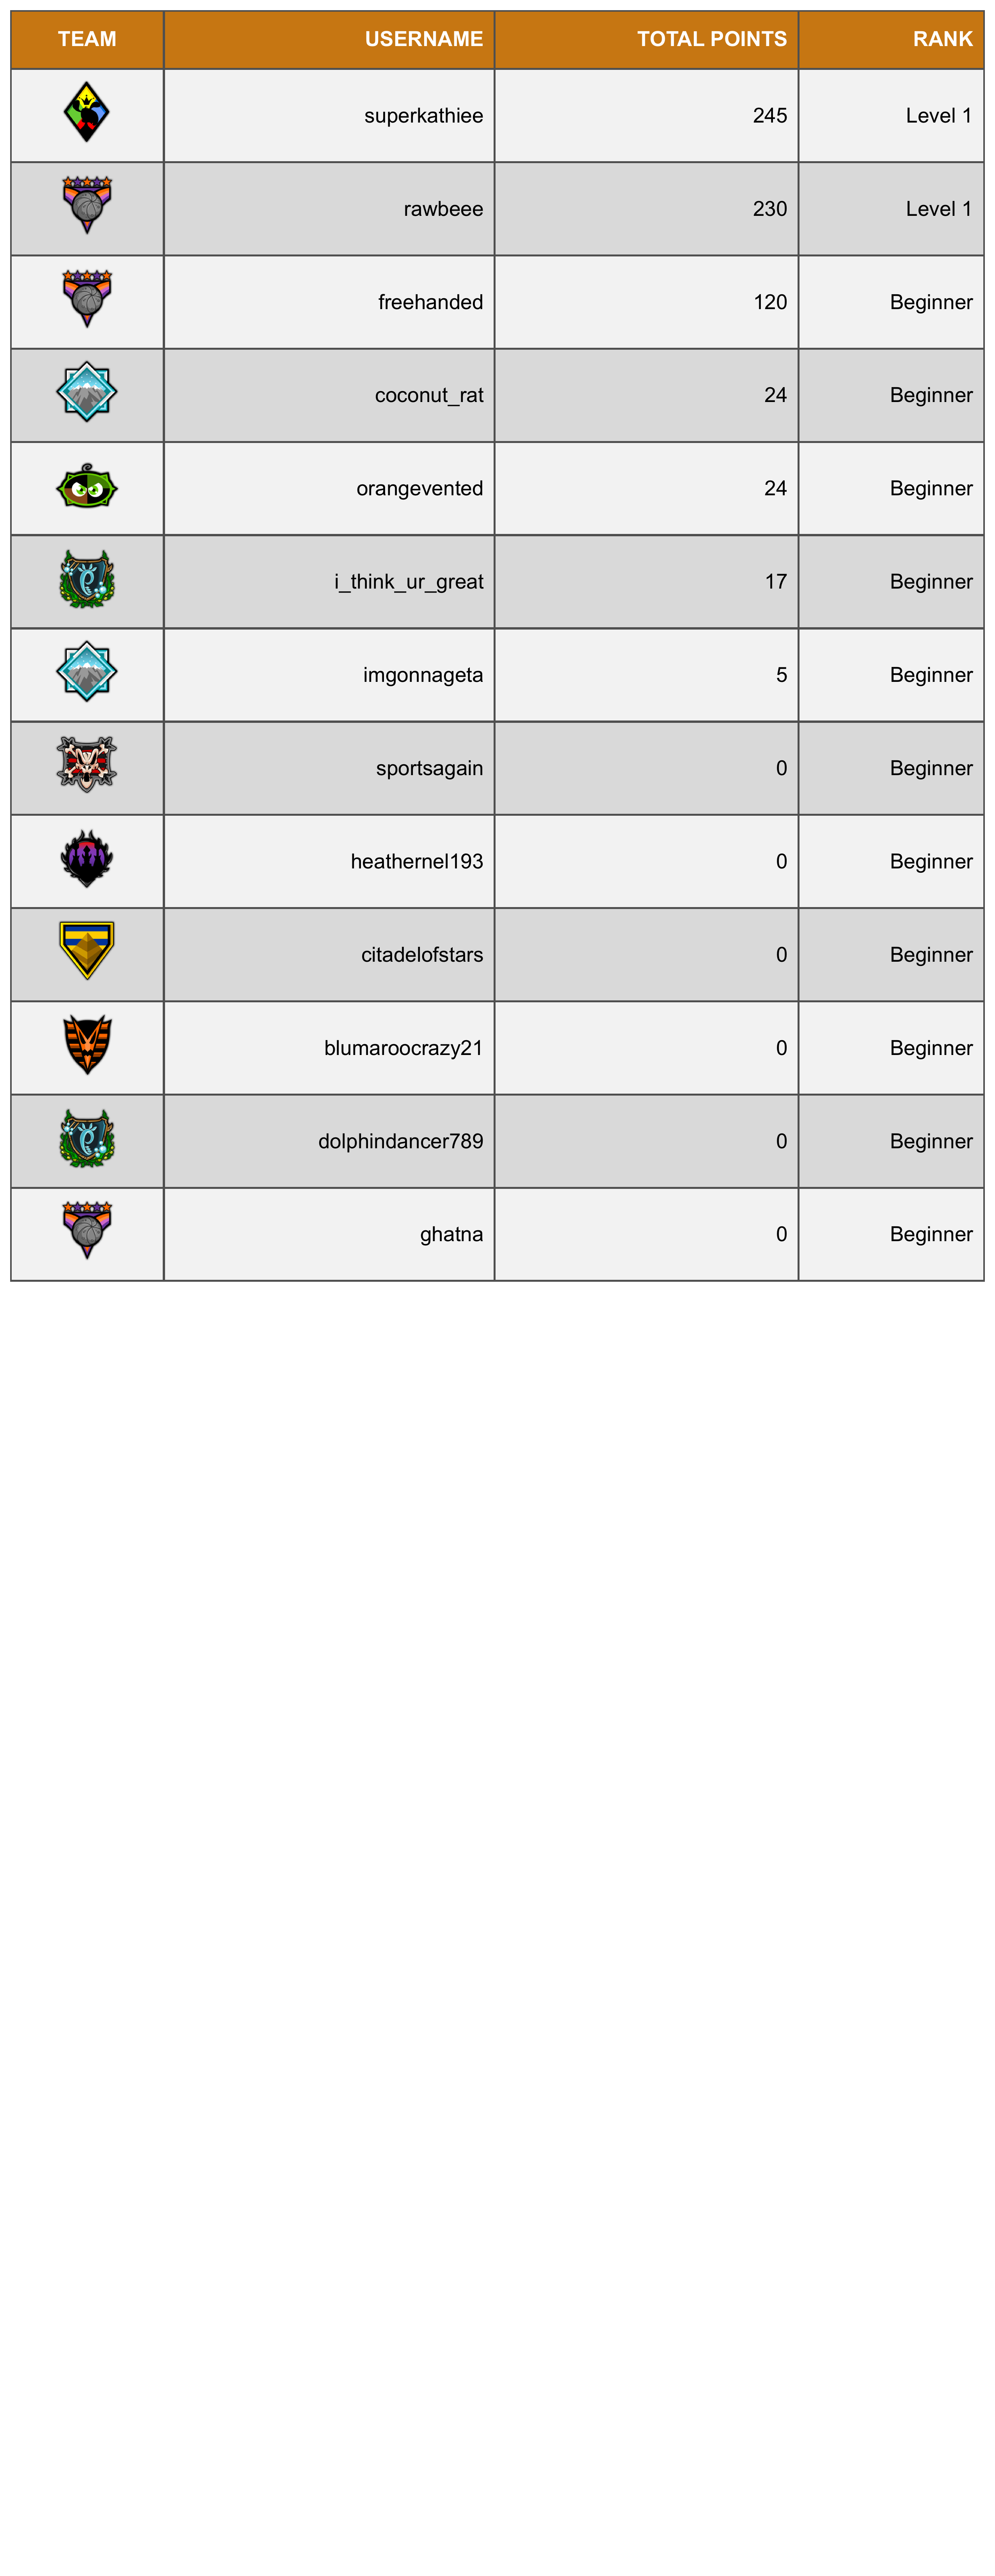 TEAM USERNAME TOTAL POINTS RANK
superkathiee 245 Level 1
rawbeee 230 Level 1
freehanded 120 Beginner
coconut_rat 24 Beginner
orangevented 24 Beginner
i_think_ur_great 17 Beginner
imgonnageta 5 Beginner
sportsagain 0 Beginner
heathernel193 0 Beginner
citadelofstars 0 Beginner
blumaroocrazy21 0 Beginner
dolphindancer789 0 Beginner
ghatna 0 Beginner